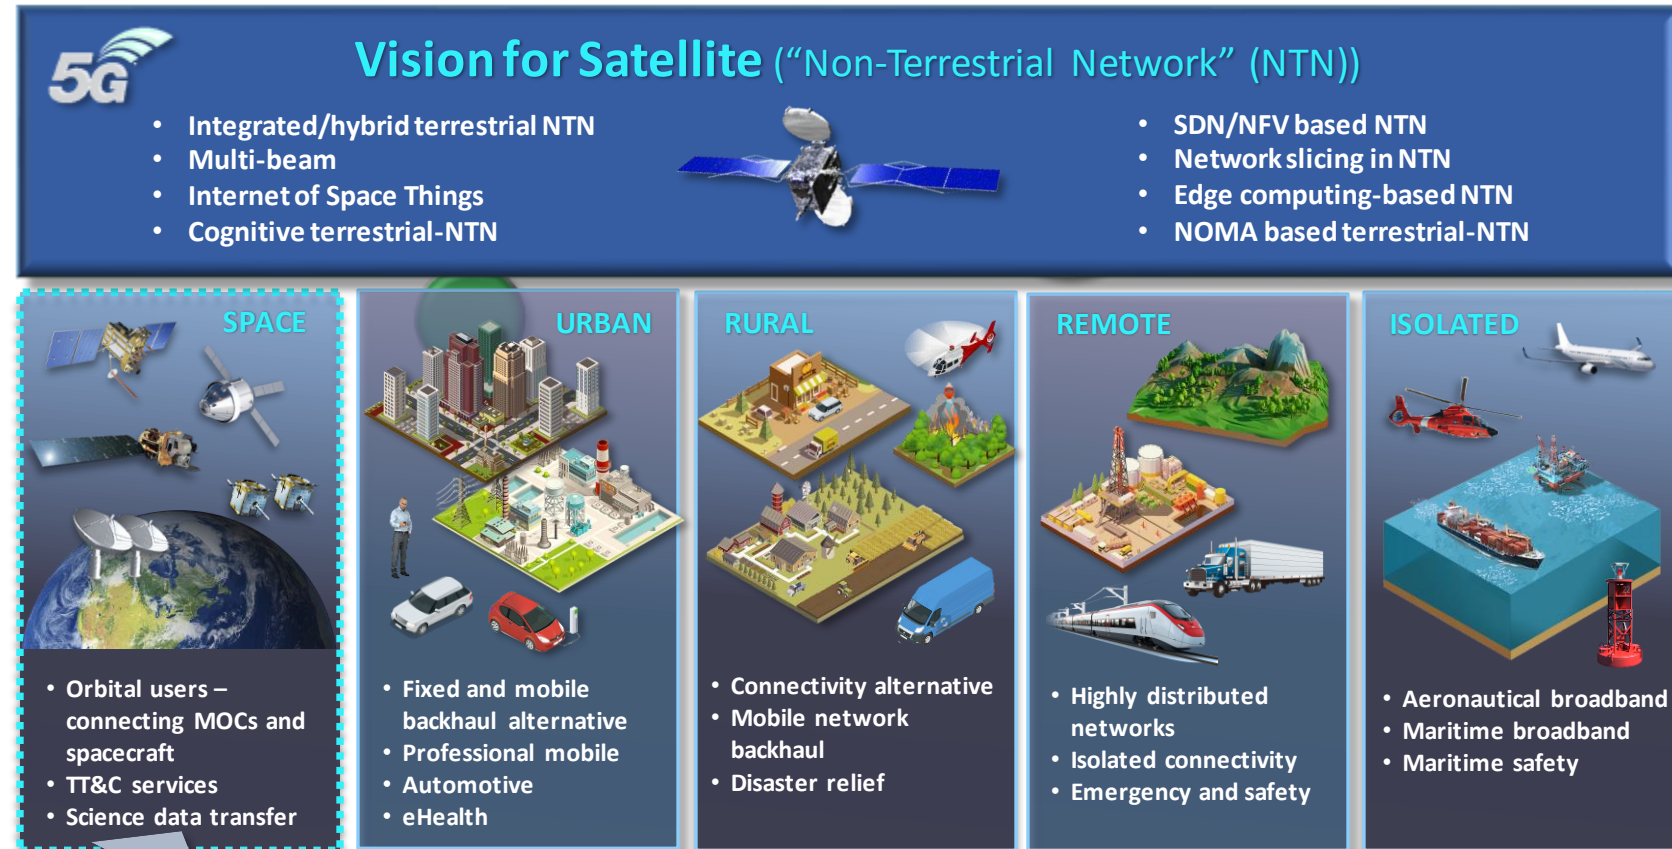 5G
Vision for Satellite ("Non-Terrestrial Network" (NTN))
• Integrated/hybrid terrestrial NTN
• Multi-beam
• Internet of Space Things
• Cognitive terrestrial-NTN
• SDN/NFV based NTN
• Network slicing in NTN
• Edge computing-based NTN
• NOMA based terrestrial-NTN
SPACE
• Orbital users –
connecting MOCs and
spacecraft
• TT&C services
• Science data transfer
URBAN
• Fixed and mobile
backhaul alternative
• Professional mobile
• Automotive
• eHealth
RURAL
• Connectivity alternative
• Mobile network
backhaul
• Disaster relief
REMOTE
• Highly distributed
networks
• Isolated connectivity
• Emergency and safety
ISOLATED
• Aeronautical broadband
• Maritime broadband
• Maritime safety